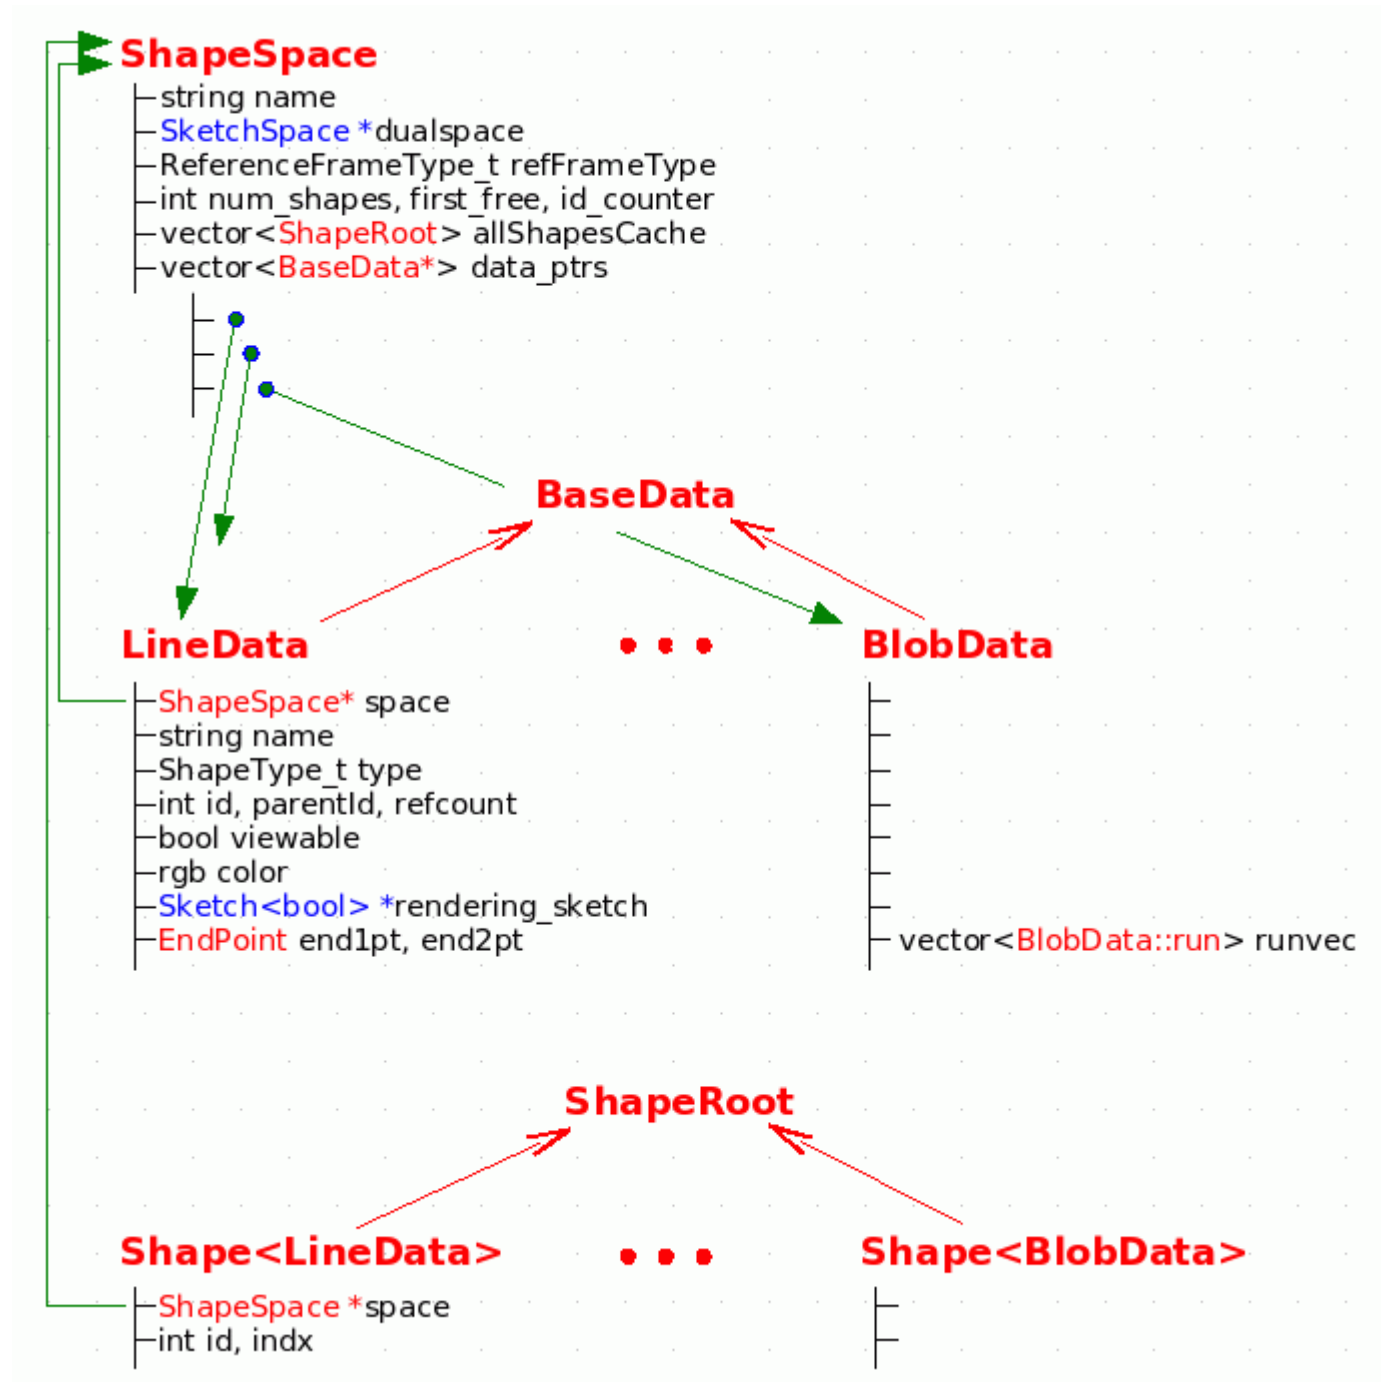 ShapeSpace
string name
SketchSpace *dualspace
ReferenceFrameType_t refFrameType
int num_shapes, first_free, id_counter
vector<ShapeRoot> allShapesCache
vector<BaseData*> data_ptrs
BaseData
LineData
BlobData
ShapeSpace* space
string name
ShapeType_t type
int id, parentId, refcount
bool viewable
rgb color
Sketch<bool> *rendering_sketch
EndPoint end1pt, end2pt
vector<BlobData::run> runvec
ShapeRoot
Shape<LineData>
Shape<BlobData>
ShapeSpace *space
int id, indx